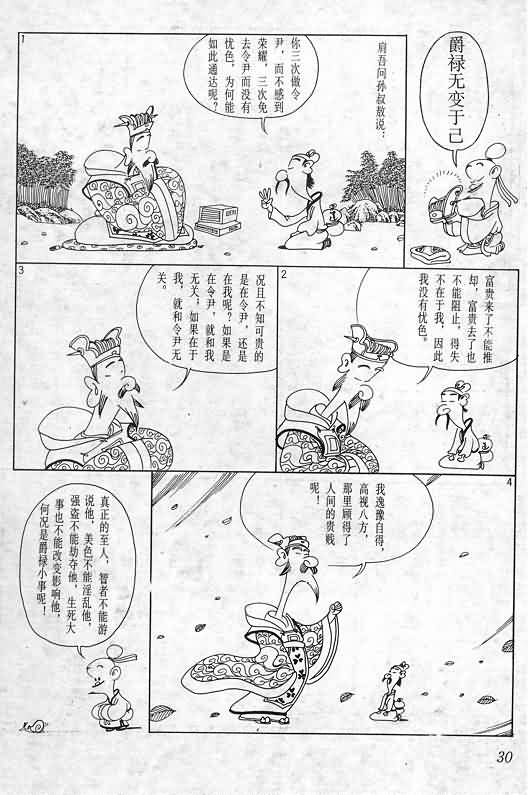 爵禄无变于己
1
肩吾问孙叔敖说：
你三次做令
尹，而不感到
荣耀，三次免
去令尹而没有
忧色，为何能
如此通达呢？
2
富贵来了不能推
却，富贵去了也
不能阻止。得失
不在于我，因此
我没有忧色。
3
况且不知可贵的
是在令尹，还是
在我呢？如果是
在令尹，就和我
无关；如果在于
我，就和令尹无
关。
4
我逸豫自得，
高视八方，
那里顾得了
人间的贵贱
呢！
真正的至人，智者不能游
说他，美色不能淫乱他，
强盗不能劫夺他，生死大
事也不能改变影响他，
何况是爵禄小事呢！
30